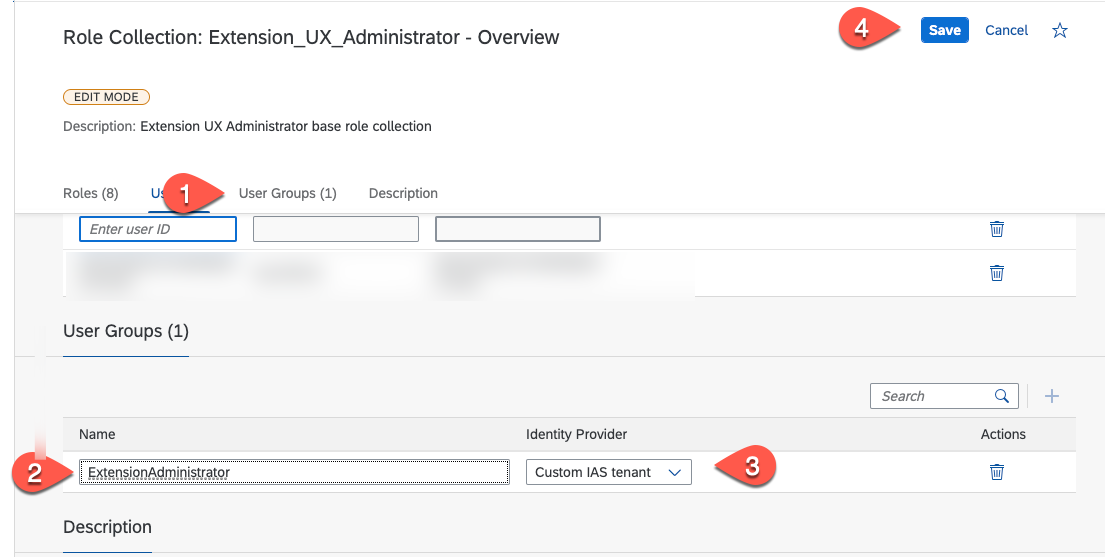 Role Collection: Extension_UX_Administrator - Overview
4
Save
Cancel
EDIT MODE
Description: Extension UX Administrator base role collection
Roles (8)
1
User Groups (1)
Description
Enter user ID
User Groups (1)
Search
Name
Identity Provider
Actions
2
ExtensionAdministrator
Custom IAS tenant
3
Description